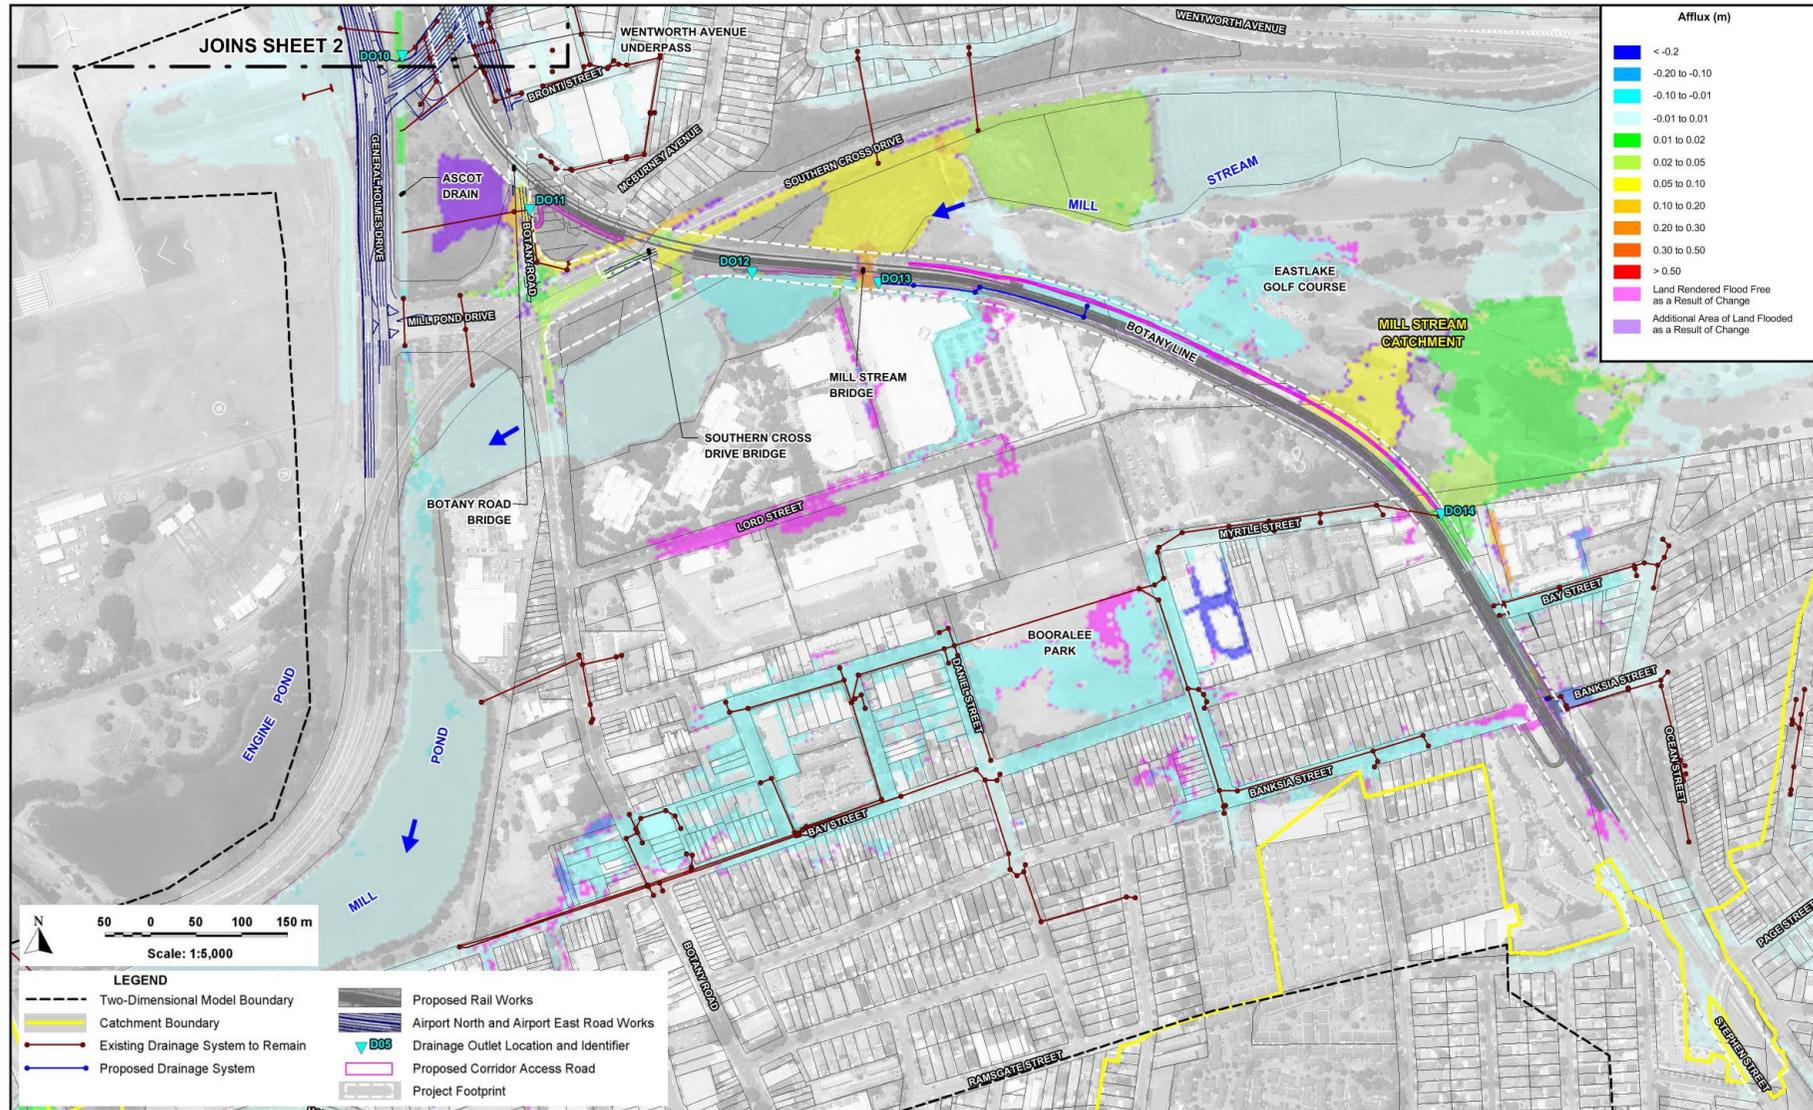 WENTWORTH AVENUE
JOINS SHEET 2
DO10
WENTWORTH AVENUE
UNDERPASS
BRONTI STREET
GENERAL HOLMES DRIVE
ASCOT
DRAIN
MCBURNEY AVENUE
SOUTHERN CROSS DRIVE
STREAM
MILL
DO11
BOTANY ROAD
DO12
DO13
EASTLAKE
GOLF COURSE
MILL POND DRIVE
BOTANY LINE
MILL STREAM
CATCHMENT
MILL STREAM
BRIDGE
SOUTHERN CROSS
DRIVE BRIDGE
BOTANY ROAD
BRIDGE
LORD STREET
DO14
MYRTLE STREET
BAY STREET
BOORALEE
PARK
DANIEL STREET
BANKSIA STREET
ENGINE POND
POND
OCEAN STREET
BANKSIA STREET
BAY STREET
MILL
BOTANY ROAD
PAGE STREET
RAMSGATE STREET
STEPHEN STREET
Afflux (m)
< -0.2
-0.20 to -0.10
-0.10 to -0.01
-0.01 to 0.01
0.01 to 0.02
0.02 to 0.05
0.05 to 0.10
0.10 to 0.20
0.20 to 0.30
0.30 to 0.50
> 0.50
Land Rendered Flood Free
as a Result of Change
Additional Area of Land Flooded
as a Result of Change
N
50 0 50 100 150 m
Scale: 1:5,000
LEGEND
Two-Dimensional Model Boundary
Catchment Boundary
Existing Drainage System to Remain
Proposed Drainage System
Proposed Rail Works
Airport North and Airport East Road Works
D05 Drainage Outlet Location and Identifier
Proposed Corridor Access Road
Project Footprint